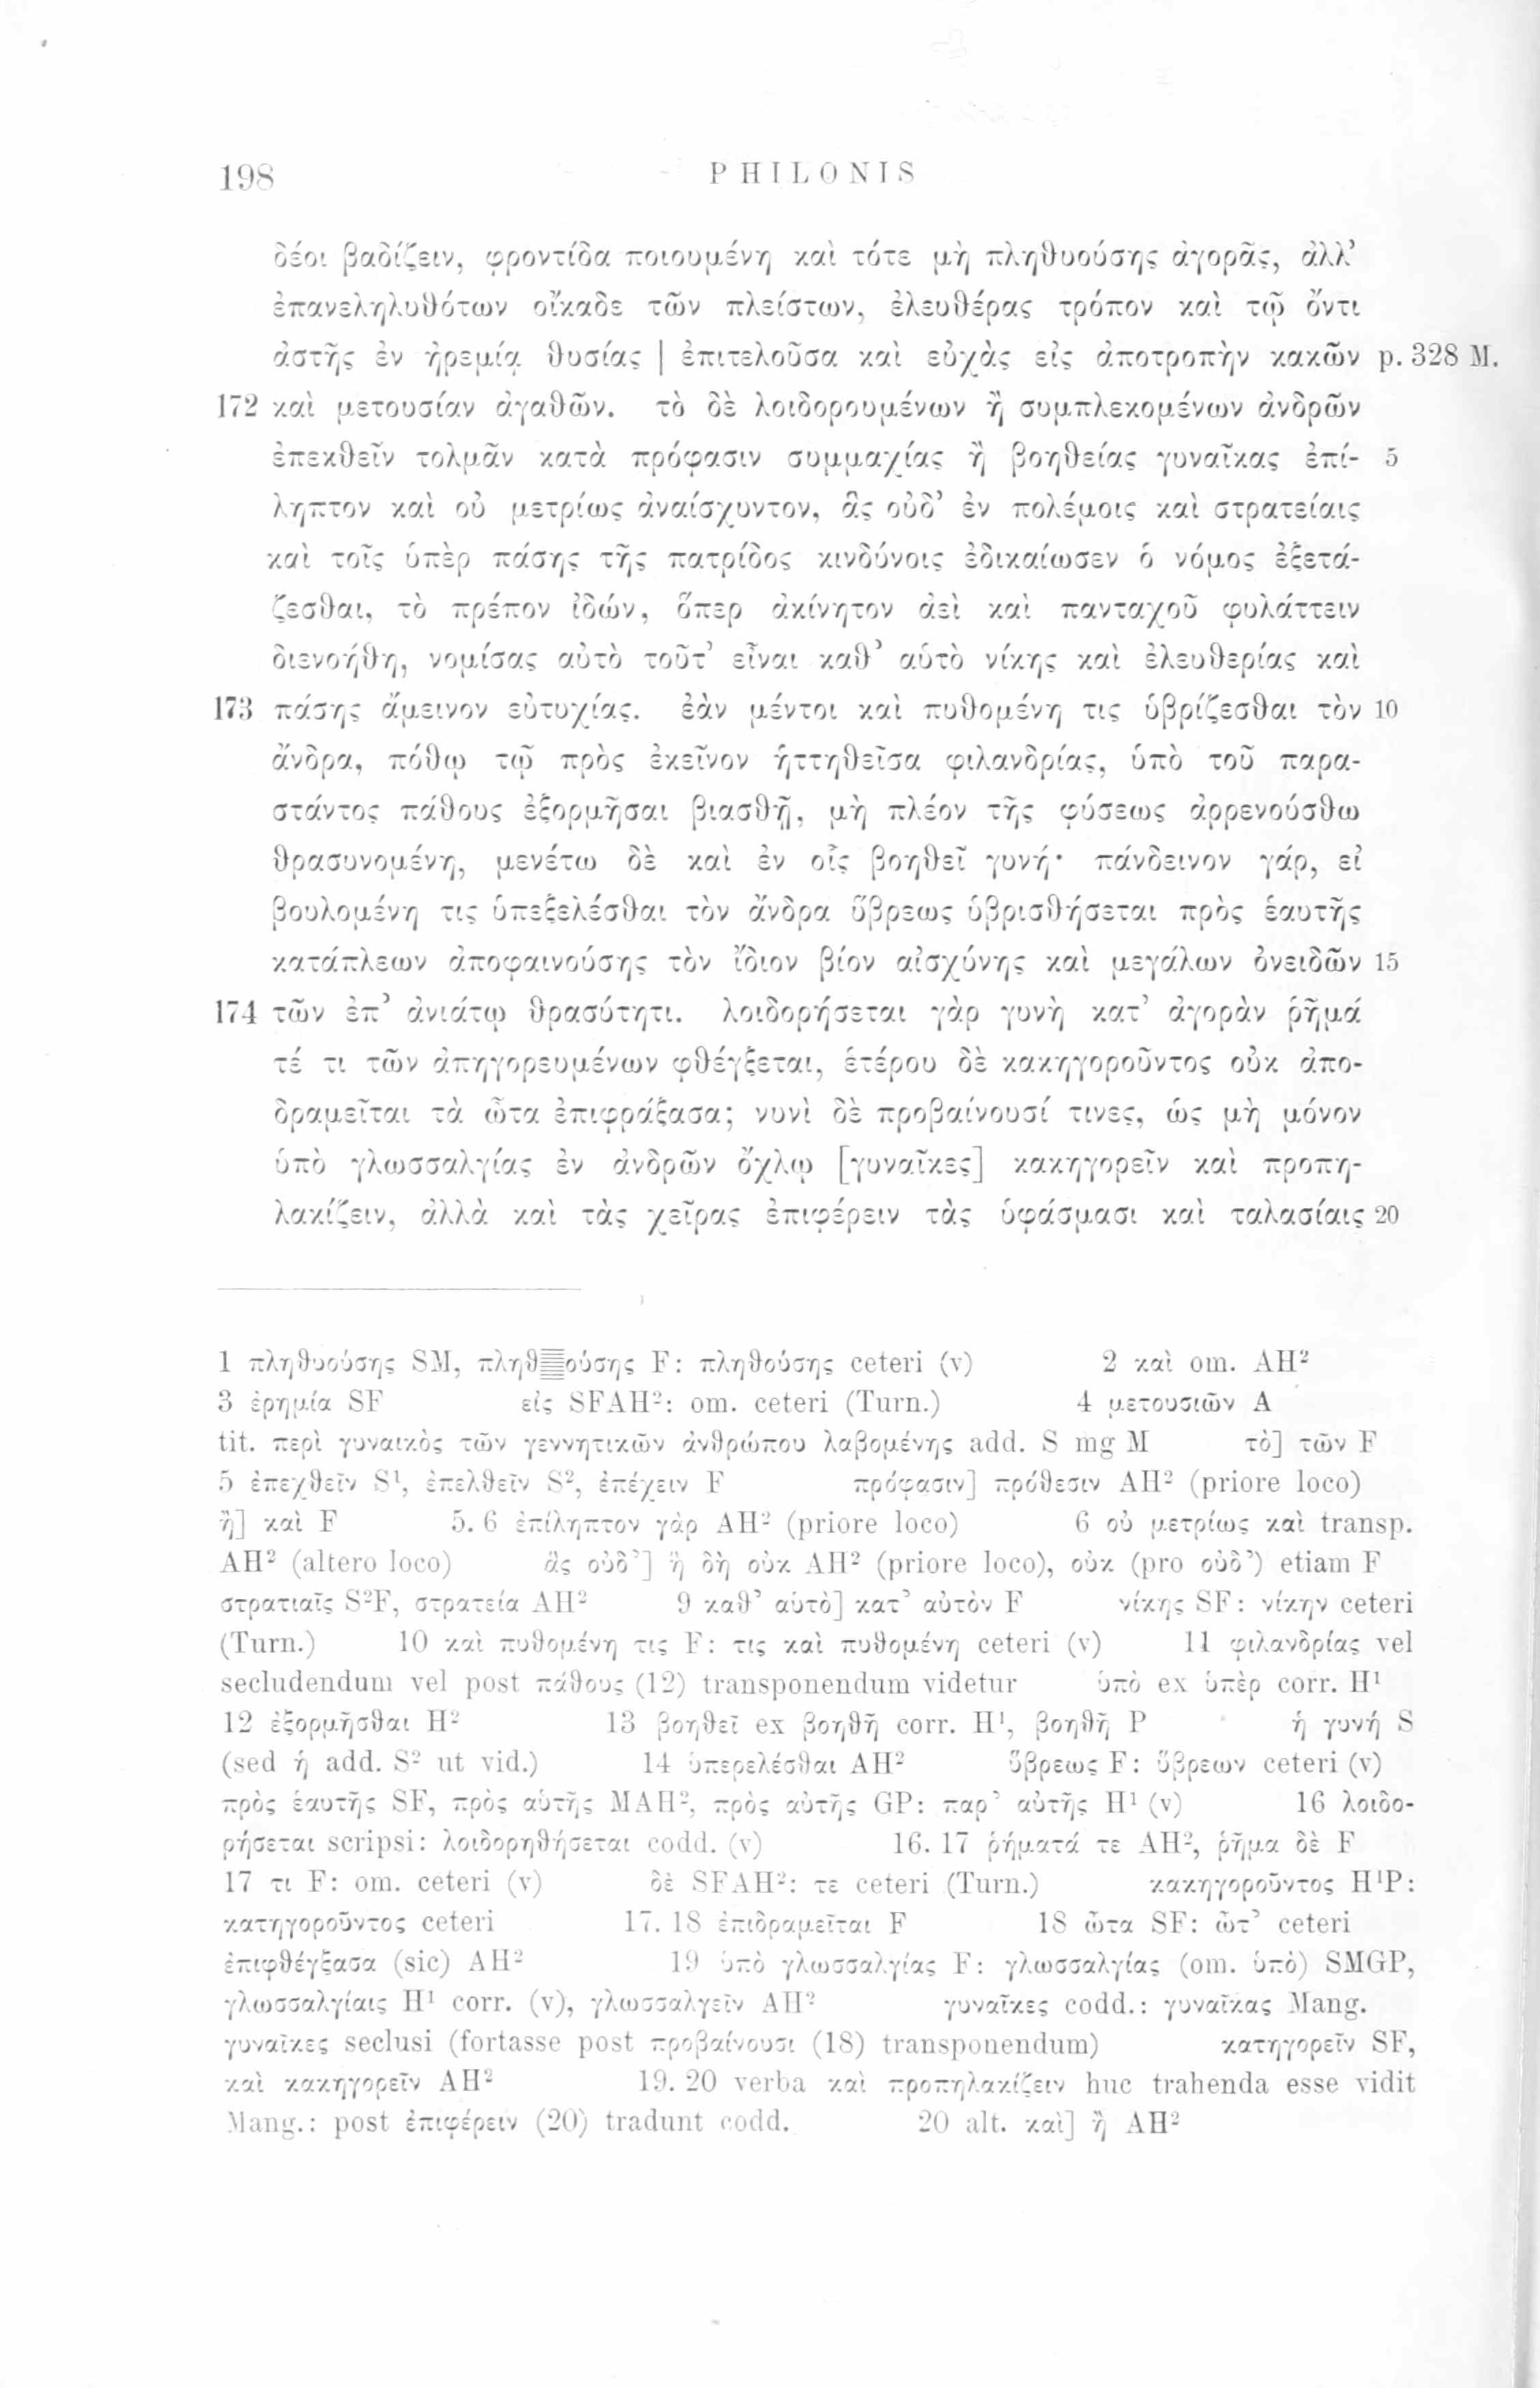 198 PHILONIS
δέοι βαδίζειν, φροντίδα ποιουμένη καὶ τότε μὴ πληθυούσης ἀγορᾶς, ἀλλ’
ἐπανεληλυθότων οἴκαδε τῶν πλείστων, ἐλευθέρας τρόπον καὶ τῷ ὄντι
ἀστῆς ἐν ἠρεμίᾳ θυσίας | ἐπιτελοῦσα καὶ εὐχὰς εἰς ἀποτροπὴν κακῶν p. 328 M.
172 καὶ μετουσίαν ἀγαθῶν. τὸ δὲ λοιδορουμένων ἢ συμπλεκομένων ἀνδρῶν
ἐπεκθεῖν τολμᾶν κατὰ πρόφασιν συμμαχίας ἢ βοηθείας γυναῖκας ἐπί- 5
ληπτον καὶ οὐ μετρίως ἀναίσχυντον, ἃς οὐδ’ ἐν πολέμοις καὶ στρατείαις
καὶ τοῖς ὑπὲρ πάσης τῆς πατρίδος κινδύνοις ἐδικαίωσεν ὁ νόμος ἐξετά-
ζεσθαι, τὸ πρέπον ἰδών, ὅπερ ἀκίνητον ἀεὶ καὶ πανταχοῦ φυλάττειν
διενοήθη, νομίσας αὐτὸ τοῦτ’ εἶναι καθ’ αὑτὸ νίκης καὶ ἐλευθερίας καὶ
173 πάσης ἄμεινον εὐτυχίας. ἐὰν μέντοι καὶ πυθομένη τις ὑβρίζεσθαι τὸν 10
ἄνδρα, πόθῳ τῷ πρὸς ἐκεῖνον ἡττηθεῖσα φιλανδρίας, ὑπὸ τοῦ παρα-
στάντος πάθους ἐξορμῆσαι βιασθῇ, μὴ πλέον τῆς φύσεως ἀρρενούσθω
θρασυνομένη, μενέτω δὲ καὶ ἐν οἷς βοηθεῖ γυνή· πάνδεινον γάρ, εἰ
βουλομένη τις ὑπεξελέσθαι τὸν ἄνδρα ὕβρεως ὑβρισθήσεται πρὸς ἑαυτῆς
κατάπλεων ἀποφαινούσης τὸν ἴδιον βίον αἰσχύνης καὶ μεγάλων ὀνειδῶν 15
174 τῶν ἐπ’ ἀνιάτῳ θρασύτητι. λοιδορήσεται γὰρ γυνὴ κατ’ ἀγορὰν ῥῆμά
τέ τι τῶν ἀπηγορευμένων φθέγξεται, ἑτέρου δὲ κακηγοροῦντος οὐκ ἀπο-
δραμεῖται τὰ ὦτα ἐπιφράξασα; νυνὶ δὲ προβαίνουσί τινες, ὡς μὴ μόνον
ὑπὸ γλωσσαλγίας ἐν ἀνδρῶν ὄχλῳ [γυναῖκες] κακηγορεῖν καὶ προπη-
λακίζειν, ἀλλὰ καὶ τὰς χεῖρας ἐπιφέρειν τὰς ὑφάσμασι καὶ ταλασίαις 20
1 πληθυούσης SM, πληθούσης F: πληθούσης ceteri (v) 2 καὶ om. AH²
3 ἐρημία SF εἰς SFAH²: om. ceteri (Turn.) 4 μετουσιῶν A
tit. περὶ γυναικὸς τῶν γεννητικῶν ἀνθρώπου λαβομένης add. S mg M τὸ] τῶν F
5 ἐπεχθεῖν S¹, ἐπελθεῖν S², ἐπέχειν F πρόφασιν] πρόθεσιν AH² (priore loco)
ἢ] καὶ F 5. 6 ἐπίληπτον γὰρ AH² (priore loco) 6 οὐ μετρίως καὶ transp.
AH² (altero loco) ἃς οὐδ’] ἢ δὴ οὐκ AH² (priore loco), οὐκ (pro οὐδ’) etiam F
στρατιαῖς S²F, στρατεία AH² 9 καθ’ αὑτὸ] κατ’ αὐτὸν F νίκης SF: νίκην ceteri
(Turn.) 10 καὶ πυθομένη τις F: τις καὶ πυθομένη ceteri (v) 11 φιλανδρίας vel
secludendum vel post πάθους (12) transponendum videtur ὑπὸ ex ὑπὲρ corr. H¹
12 ἐξορμῆσθαι H² 13 βοηθεῖ ex βοηθῆ corr. H¹, βοηθῆ P ἡ γυνή S
(sed ἡ add. S² ut vid.) 14 ὑπερελέσθαι AH² ὕβρεως F: ὕβρεων ceteri (v)
πρὸς ἑαυτῆς SF, πρὸς αὑτῆς MAH², πρὸς αὐτῆς GP: παρ’ αὐτῆς H¹ (v) 16 λοιδο-
ρήσεται scripsi: λοιδορηθήσεται codd. (v) 16. 17 ῥήματά τε AH², ῥῆμα δὲ F
17 τι F: om. ceteri (v) δὲ SFAH²: τε ceteri (Turn.) κακηγοροῦντος H¹P:
κατηγοροῦντος ceteri 17. 18 ἐπιδραμεῖται F 18 ὦτα SF: ὦτ’ ceteri
ἐπιφθέγξασα (sic) AH² 19 ὑπὸ γλωσσαλγίας F: γλωσσαλγίας (om. ὑπὸ) SMGP,
γλωσσαλγίαις H¹ corr. (v), γλωσσαλγεῖν AH² γυναῖκες codd.: γυναῖκας Mang.
γυναῖκες seclusi (fortasse post προβαίνουσι (18) transponendum) κατηγορεῖν SF,
καὶ κακηγορεῖν AH² 19. 20 verba καὶ προπηλακίζειν huc trahenda esse vidit
Mang.: post ἐπιφέρειν (20) tradunt codd. 20 alt. καὶ] ἢ AH²